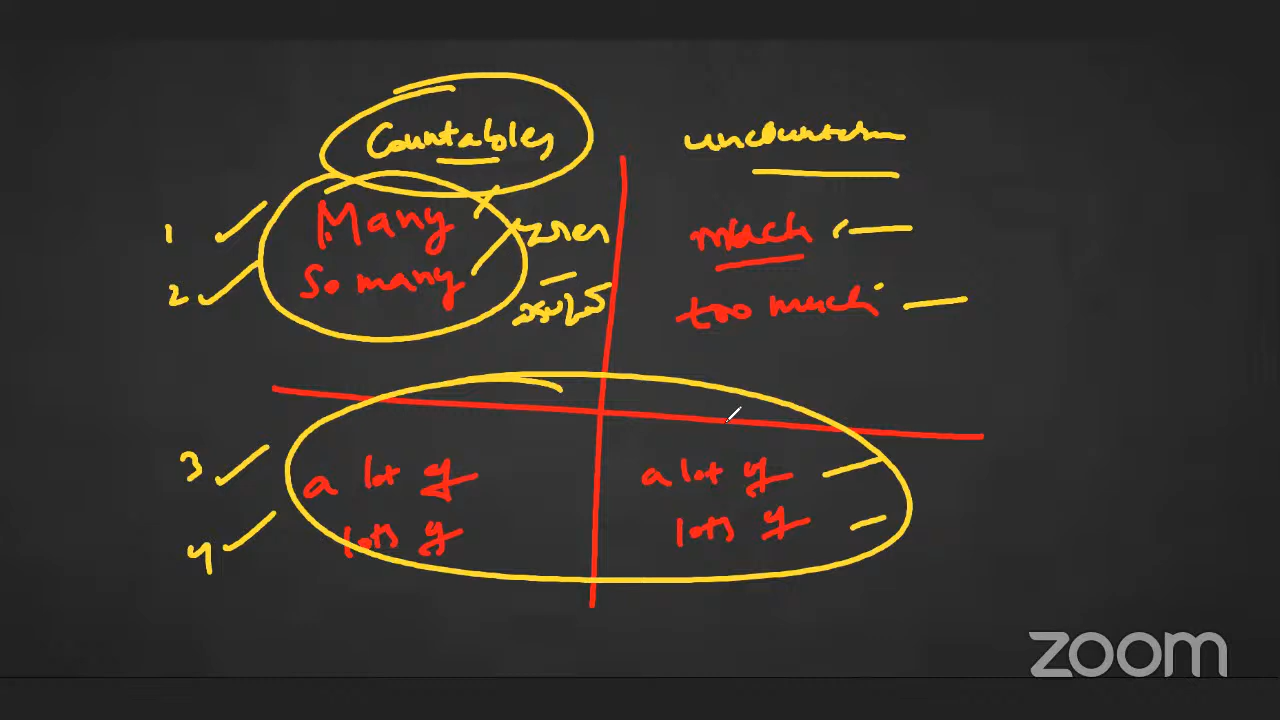 Countables
1 Many much
2 So many too much
3 a lot of a lot of
4 lots of lots of
zoom